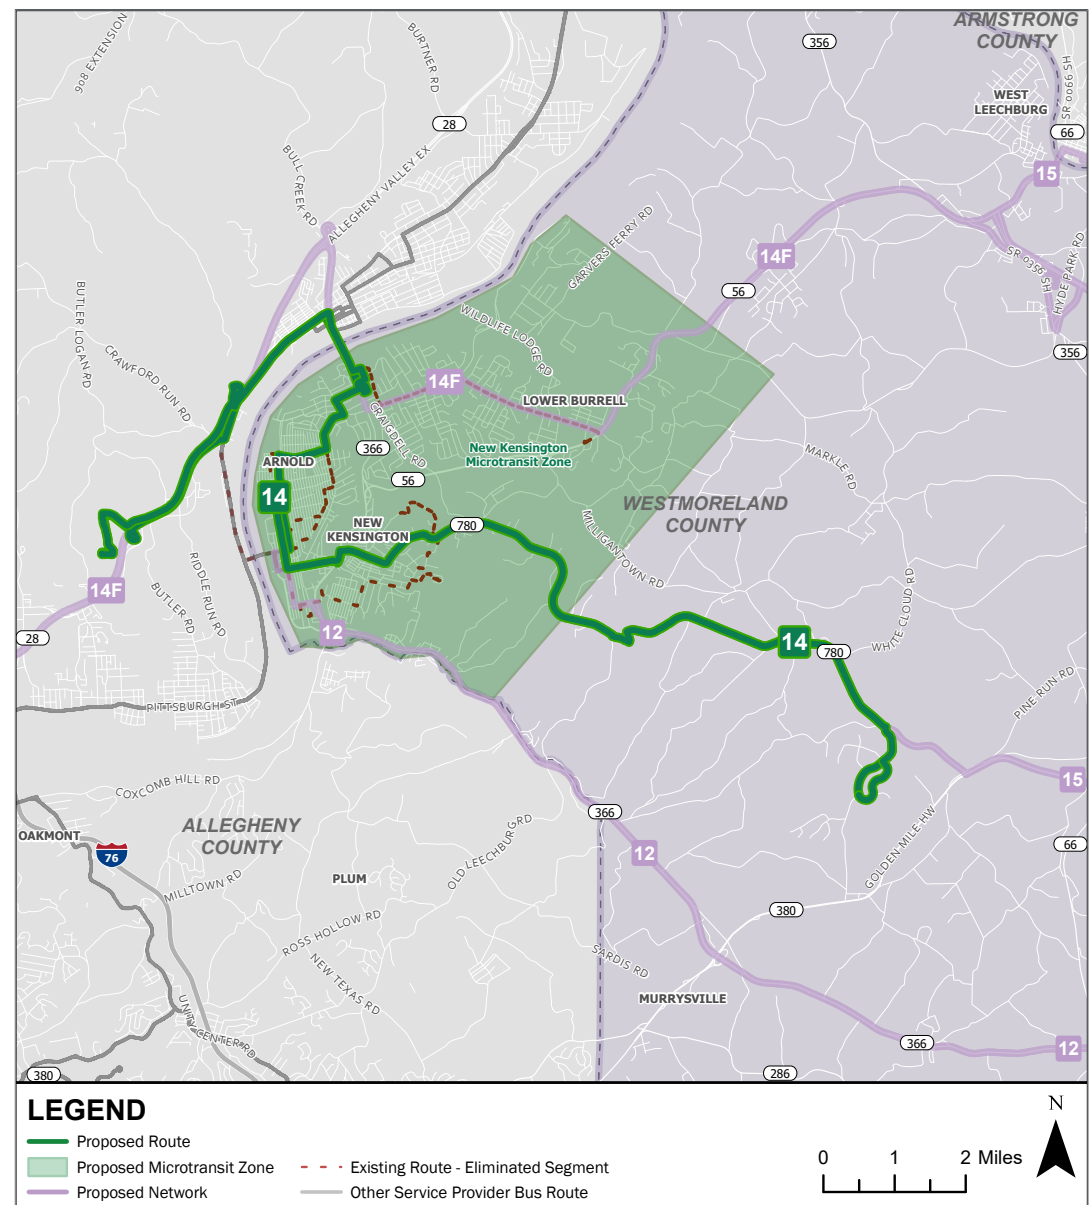 ARMSTRONG
COUNTY
908 EXTENSION
BURTNER RD
356
SR 0066 SH
WEST
LEECHBURG
28
66
BULL CREEK RD
ALLEGHENY VALLEY EX
15
GARVERS FERRY RD
14F
SR 0356 SH
HYDE PARK RD
56
BUTLER LOGAN RD
WILDLIFE LODGE RD
CRAWFORD RUN RD
356
14F
LOWER BURRELL
CRAIGDELL RD
366
New Kensington
Microtransit Zone
ARNOLD
MARKLE RD
56
14
WESTMORELAND
COUNTY
NEW
KENSINGTON
780
MILLIGANTOWN RD
RIDDLE RUN RD
14F
BUTLER RD
WHITE CLOUD RD
28
12
14
780
PINE RUN RD
PITTSBURGH ST
COXCOMB HILL RD
15
366
OAKMONT
ALLEGHENY
COUNTY
OLD LEECHBURG RD
GOLDEN MILE HW
66
76
12
PLUM
MILLTOWN RD
380
ROSS HOLLOW RD
SARDIS RD
NEW TEXAS RD
MURRYSVILLE
UNITY CENTER RD
366
12
380
286
LEGEND
Proposed Route
Proposed Microtransit Zone
Proposed Network
Existing Route - Eliminated Segment
Other Service Provider Bus Route
0 1 2 Miles
N